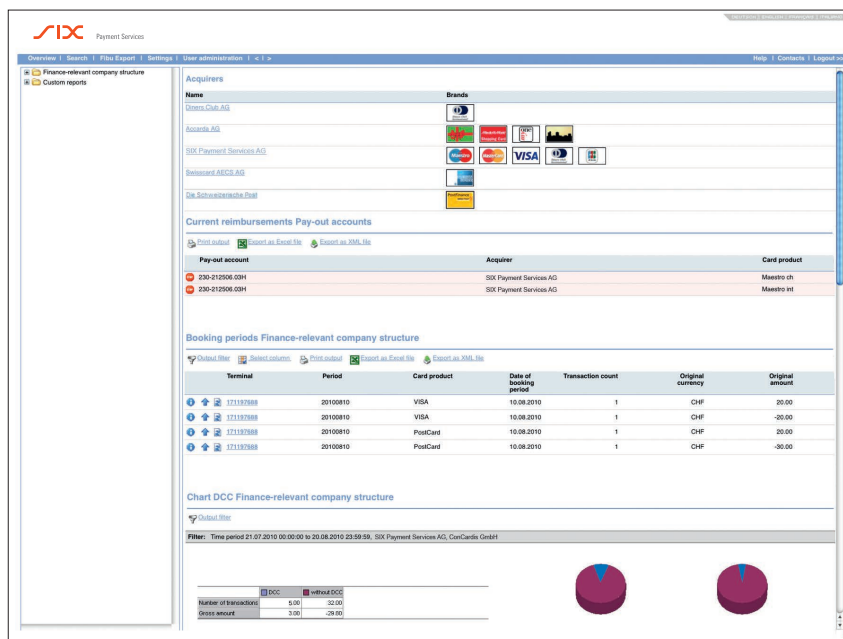 DEUTSCH | ENGLISH | FRANÇAIS | ITALIANO
SIX Payment Services
Overview | Search | Fibu Export | Settings | User administration | < | > Help | Contacts | Logout >>
Finance-relevant company structure
Custom reports
Acquirers
Name Brands
Diners Club AG
Accarda AG
SIX Payment Services AG Maestro MasterCard VISA
Swisscard AECS AG
Die Schweizerische Post PostFinance
Current reimbursements Pay-out accounts
Print output Export as Excel file Export as XML file
Pay-out account Acquirer Card product
230-212506.03H SIX Payment Services AG Maestro ch
230-212506.03H SIX Payment Services AG Maestro int
Booking periods Finance-relevant company structure
Output filter Select column Print output Export as Excel file Export as XML file
Terminal Period Card product Date of booking period Transaction count Original currency Original amount
171197688 20100810 VISA 10.08.2010 1 CHF 20.00
171197688 20100810 VISA 10.08.2010 1 CHF -20.00
171197688 20100810 PostCard 10.08.2010 1 CHF 20.00
171197688 20100810 PostCard 10.08.2010 1 CHF -30.00
Chart DCC Finance-relevant company structure
Output filter
Filter: Time period 21.07.2010 00:00:00 to 20.08.2010 23:59:59, SIX Payment Services AG, ConCardis GmbH
DCC without DCC
Number of transactions 5.00 32.00
Gross amount 3.00 -29.80